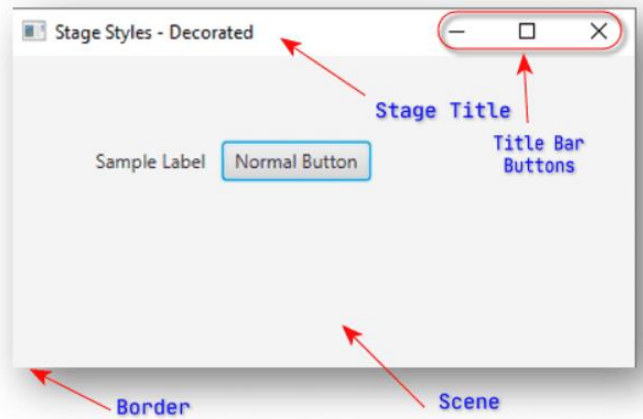 Stage Styles - Decorated
Stage Title
Title Bar
Buttons
Sample Label
Normal Button
Border
Scene